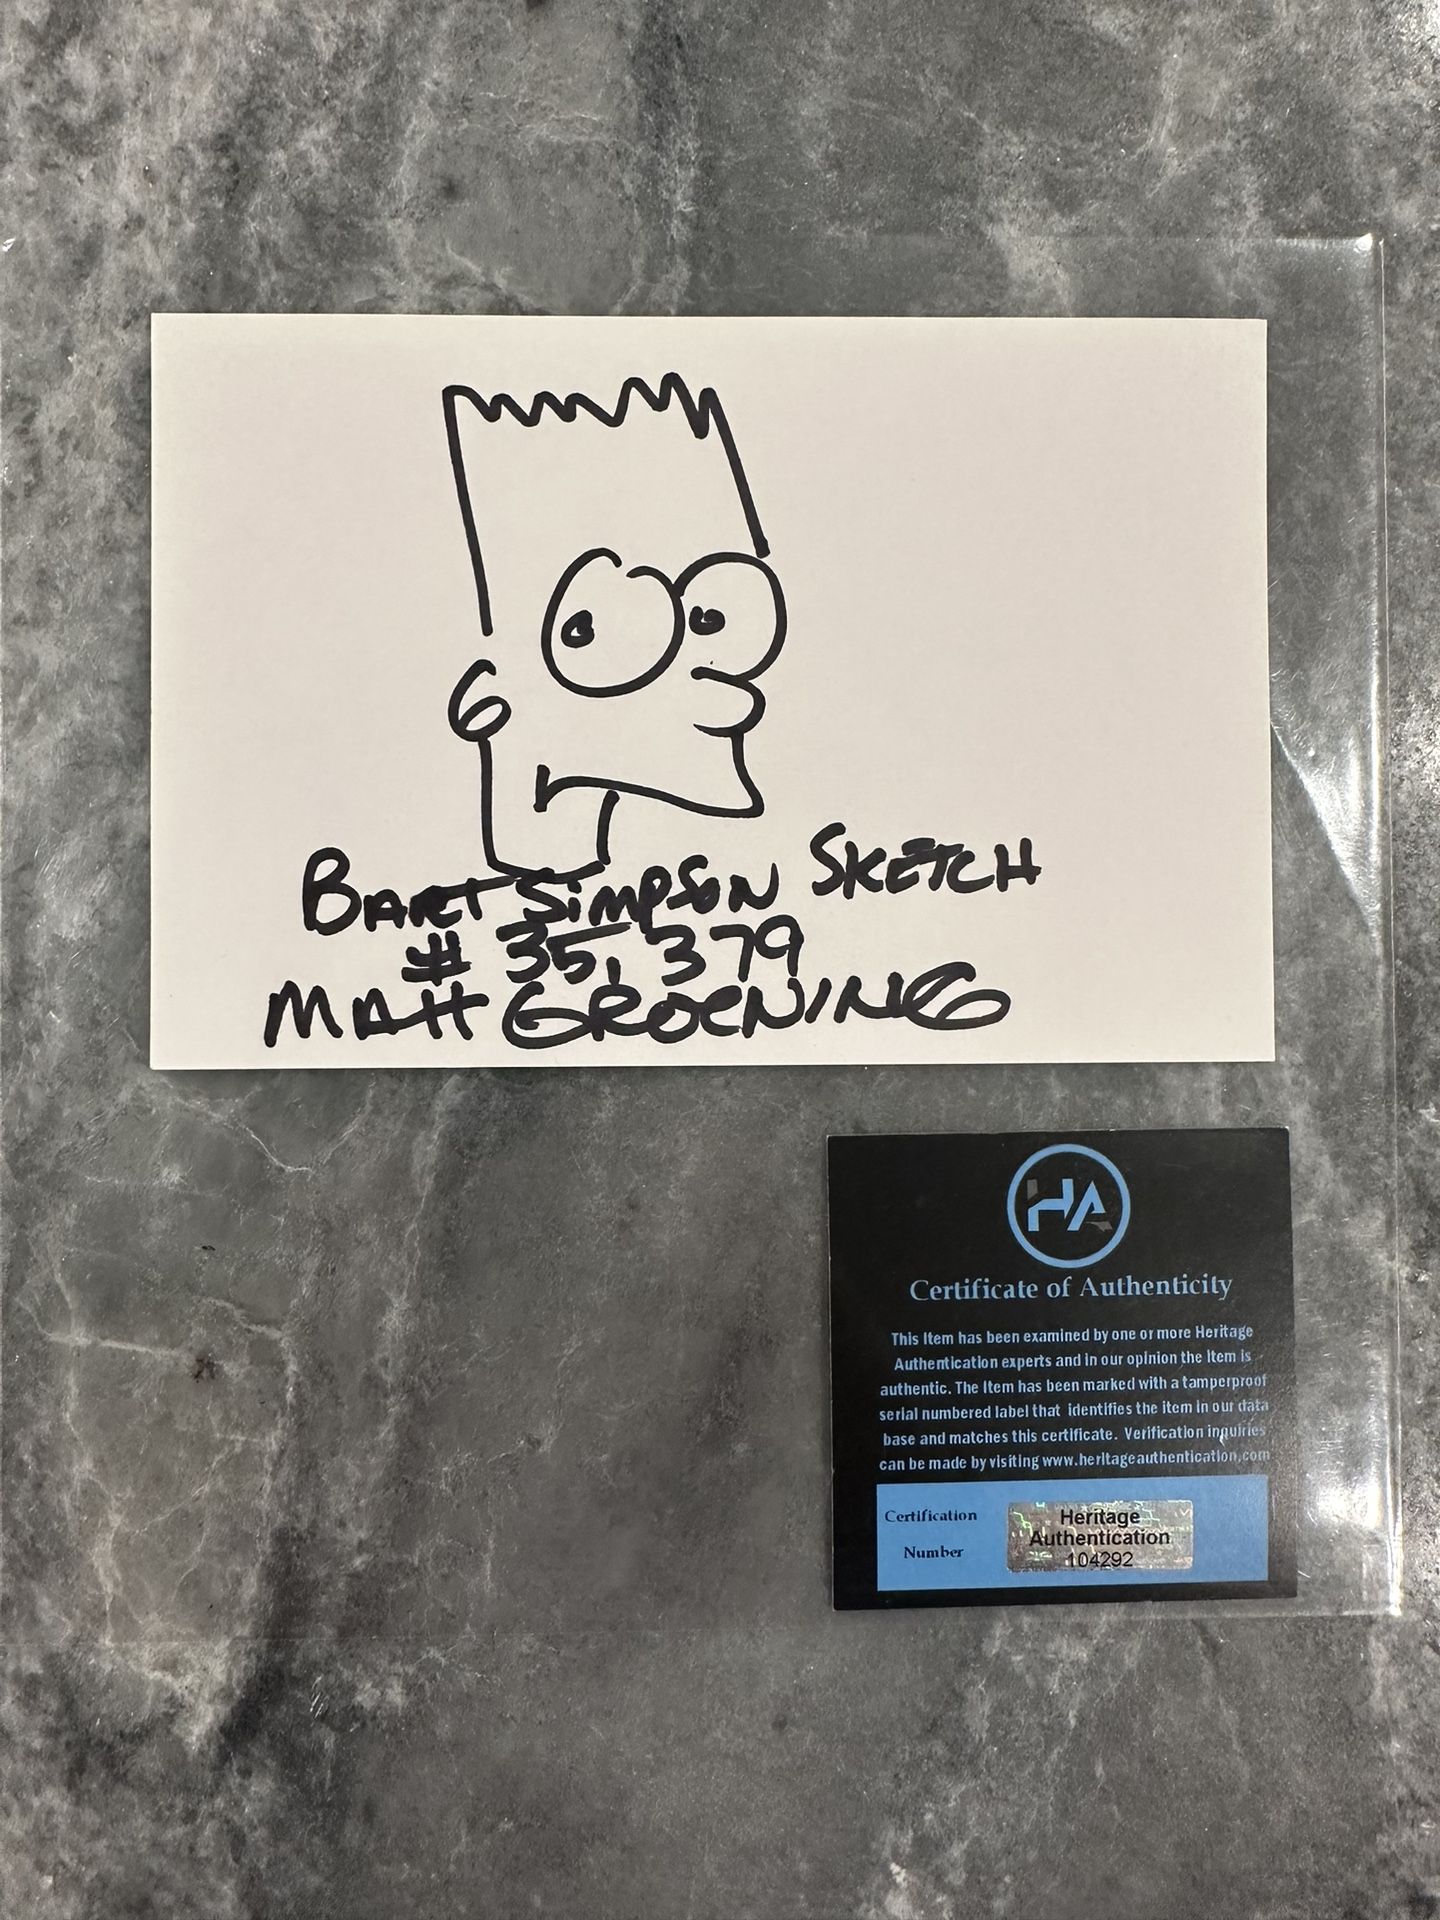 BART SIMPSON SKETCH
# 35,379
MATT GROENING
HA
Certificate of Authenticity
This Item has been examined by one or more Heritage
Authentication experts and in our opinion the Item is
authentic. The Item has been marked with a tamperproof
serial numbered label that identifies the item in our data
base and matches this certificate. Verification inquiries
can be made by visiting www.heritageauthentication.com
Certification
Number
Heritage
Authentication
104292